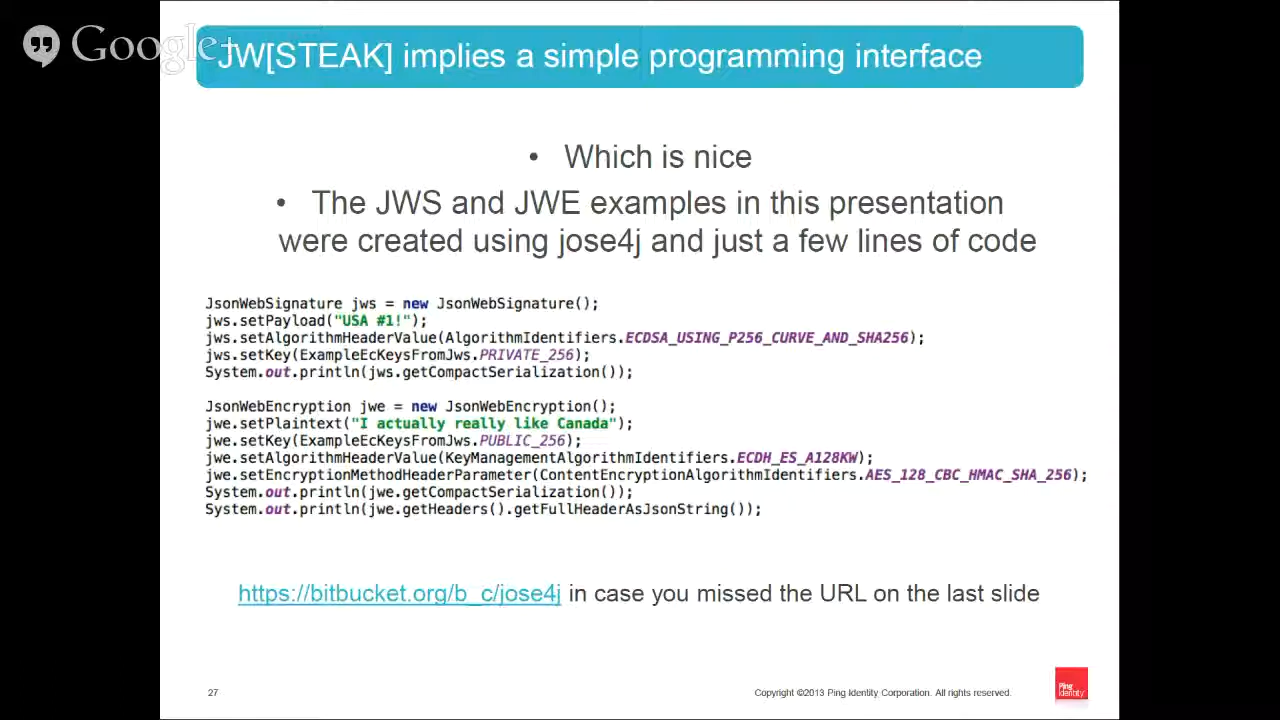 Google+
JW[STEAK] implies a simple programming interface
• Which is nice
• The JWS and JWE examples in this presentation
were created using jose4j and just a few lines of code
JsonWebSignature jws = new JsonWebSignature();
jws.setPayload("USA #1!");
jws.setAlgorithmHeaderValue(AlgorithmIdentifiers.ECDSA_USING_P256_CURVE_AND_SHA256);
jws.setKey(ExampleEcKeysFromJws.PRIVATE_256);
System.out.println(jws.getCompactSerialization());
JsonWebEncryption jwe = new JsonWebEncryption();
jwe.setPlaintext("I actually really like Canada");
jwe.setKey(ExampleEcKeysFromJws.PUBLIC_256);
jwe.setAlgorithmHeaderValue(KeyManagementAlgorithmIdentifiers.ECDH_ES_A128KW);
jwe.setEncryptionMethodHeaderParameter(ContentEncryptionAlgorithmIdentifiers.AES_128_CBC_HMAC_SHA_256);
System.out.println(jwe.getCompactSerialization());
System.out.println(jwe.getHeaders().getFullHeaderAsJsonString());
https://bitbucket.org/b_c/jose4j in case you missed the URL on the last slide
27
Copyright ©2013 Ping Identity Corporation. All rights reserved.
Ping
Identity